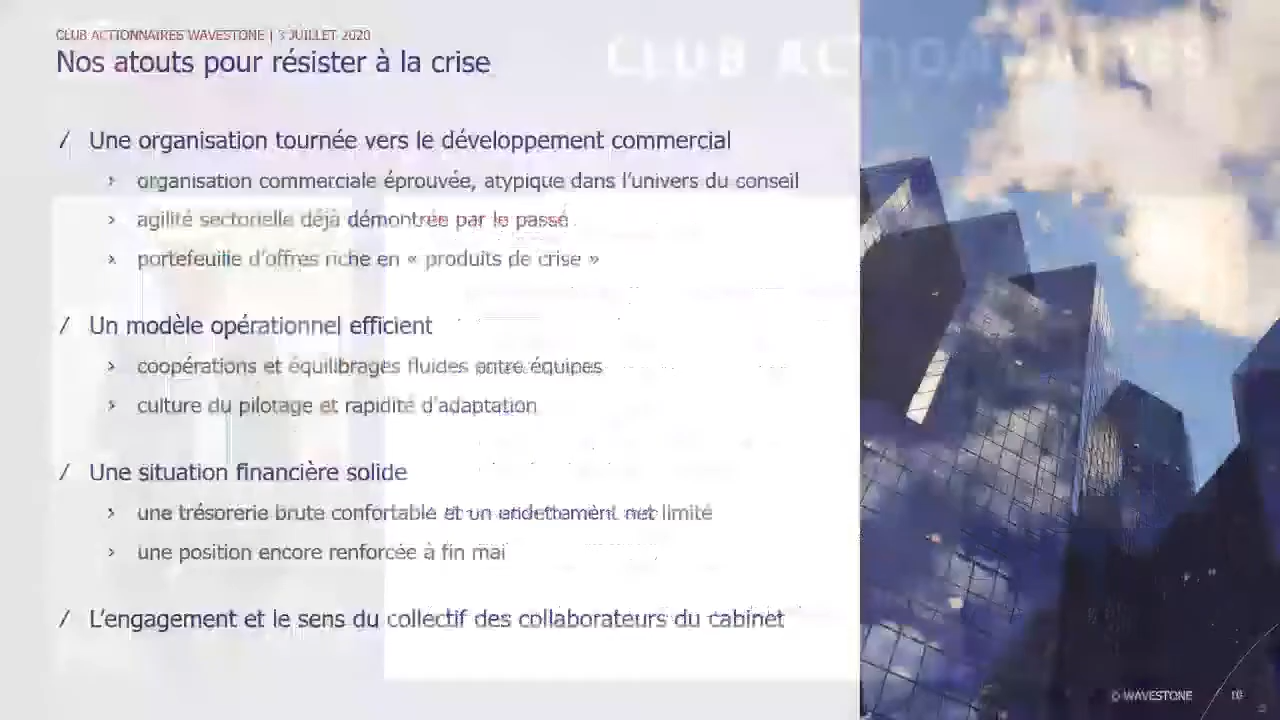 CLUB ACTIONNAIRES WAVESTONE | 3 JUILLET 2020
Nos atouts pour résister à la crise
CLUB ACTIONNAIRES
/ Une organisation tournée vers le développement commercial
› organisation commerciale éprouvée, atypique dans l'univers du conseil
› agilité sectorielle déjà démontrée par le passé
› portefeuille d'offres riche en « produits de crise »
/ Un modèle opérationnel efficient
› coopérations et équilibrages fluides entre équipes
› culture du pilotage et rapidité d'adaptation
/ Une situation financière solide
› une trésorerie brute confortable et un endettement net limité
› une position encore renforcée à fin mai
/ L'engagement et le sens du collectif des collaborateurs du cabinet
© WAVESTONE 10